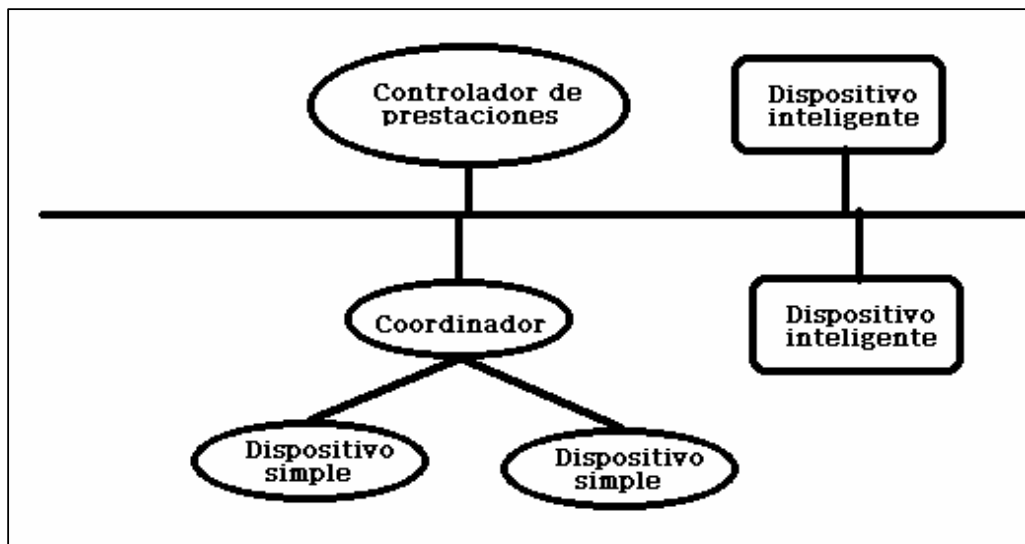 Controlador de
prestaciones
Dispositivo
inteligente
Coordinador
Dispositivo
inteligente
Dispositivo
simple
Dispositivo
simple